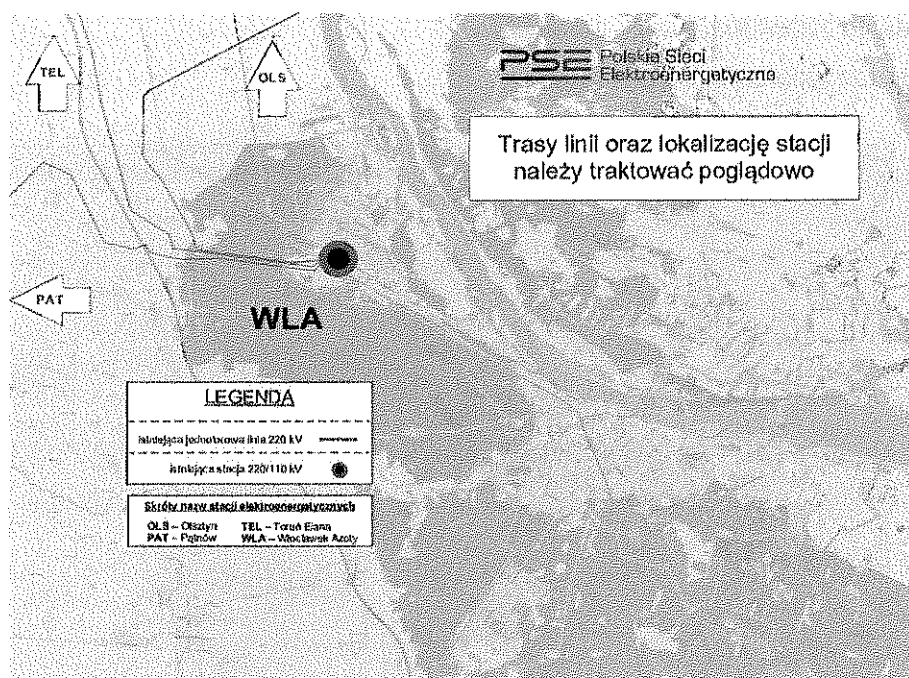 TEL
OLS
PSE Polskie Sieci
Elektroenergetyczne
Trasy linii oraz lokalizację stacji
należy traktować poglądowo
PAT
WLA
LEGENDA
istniejąca jednotorowa linia 220 kV
istniejąca stacja 220/110 kV
Skróty nazw stacji elektroenergetycznych
OLS – Olsztyn TEL – Toruń Elana
PAT – Pątnów WLA – Włocławek Azoty